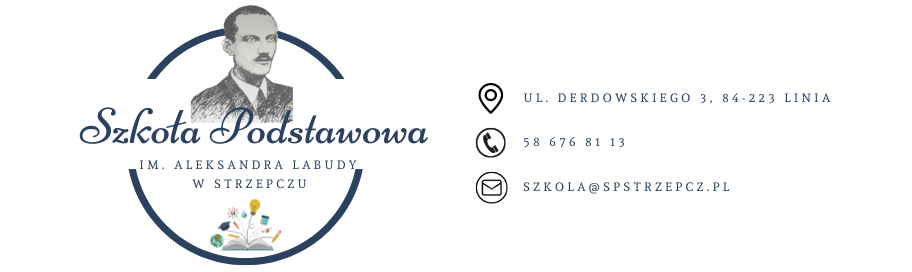 Szkoła Podstawowa
IM. ALEKSANDRA LABUDY
W STRZEPCZU
UL. DERDOWSKIEGO 3, 84-223 LINIA
58 676 81 13
SZKOLA@SPSTRZEPCZ.PL